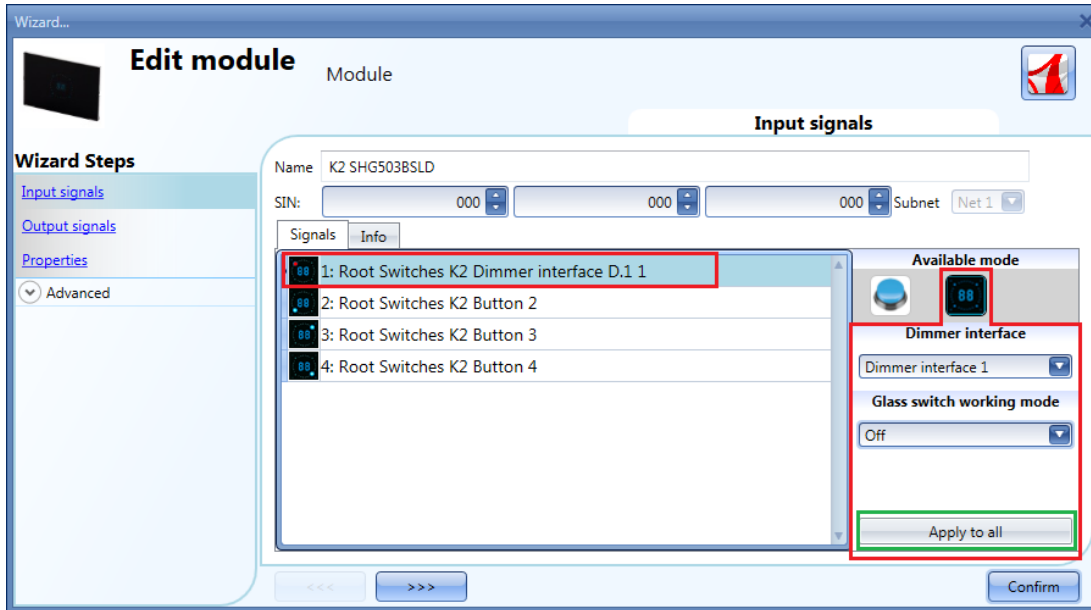 Wizard...
Edit module
Module
Input signals
Wizard Steps
Input signals
Output signals
Properties
Advanced
Name K2 SHG503BSLD
SIN: 000 000 000 Subnet Net 1
Signals Info
1: Root Switches K2 Dimmer interface D.1 1
2: Root Switches K2 Button 2
3: Root Switches K2 Button 3
4: Root Switches K2 Button 4
Available mode
88
Dimmer interface
Dimmer interface 1
Glass switch working mode
Off
Apply to all
<<< >>> Confirm